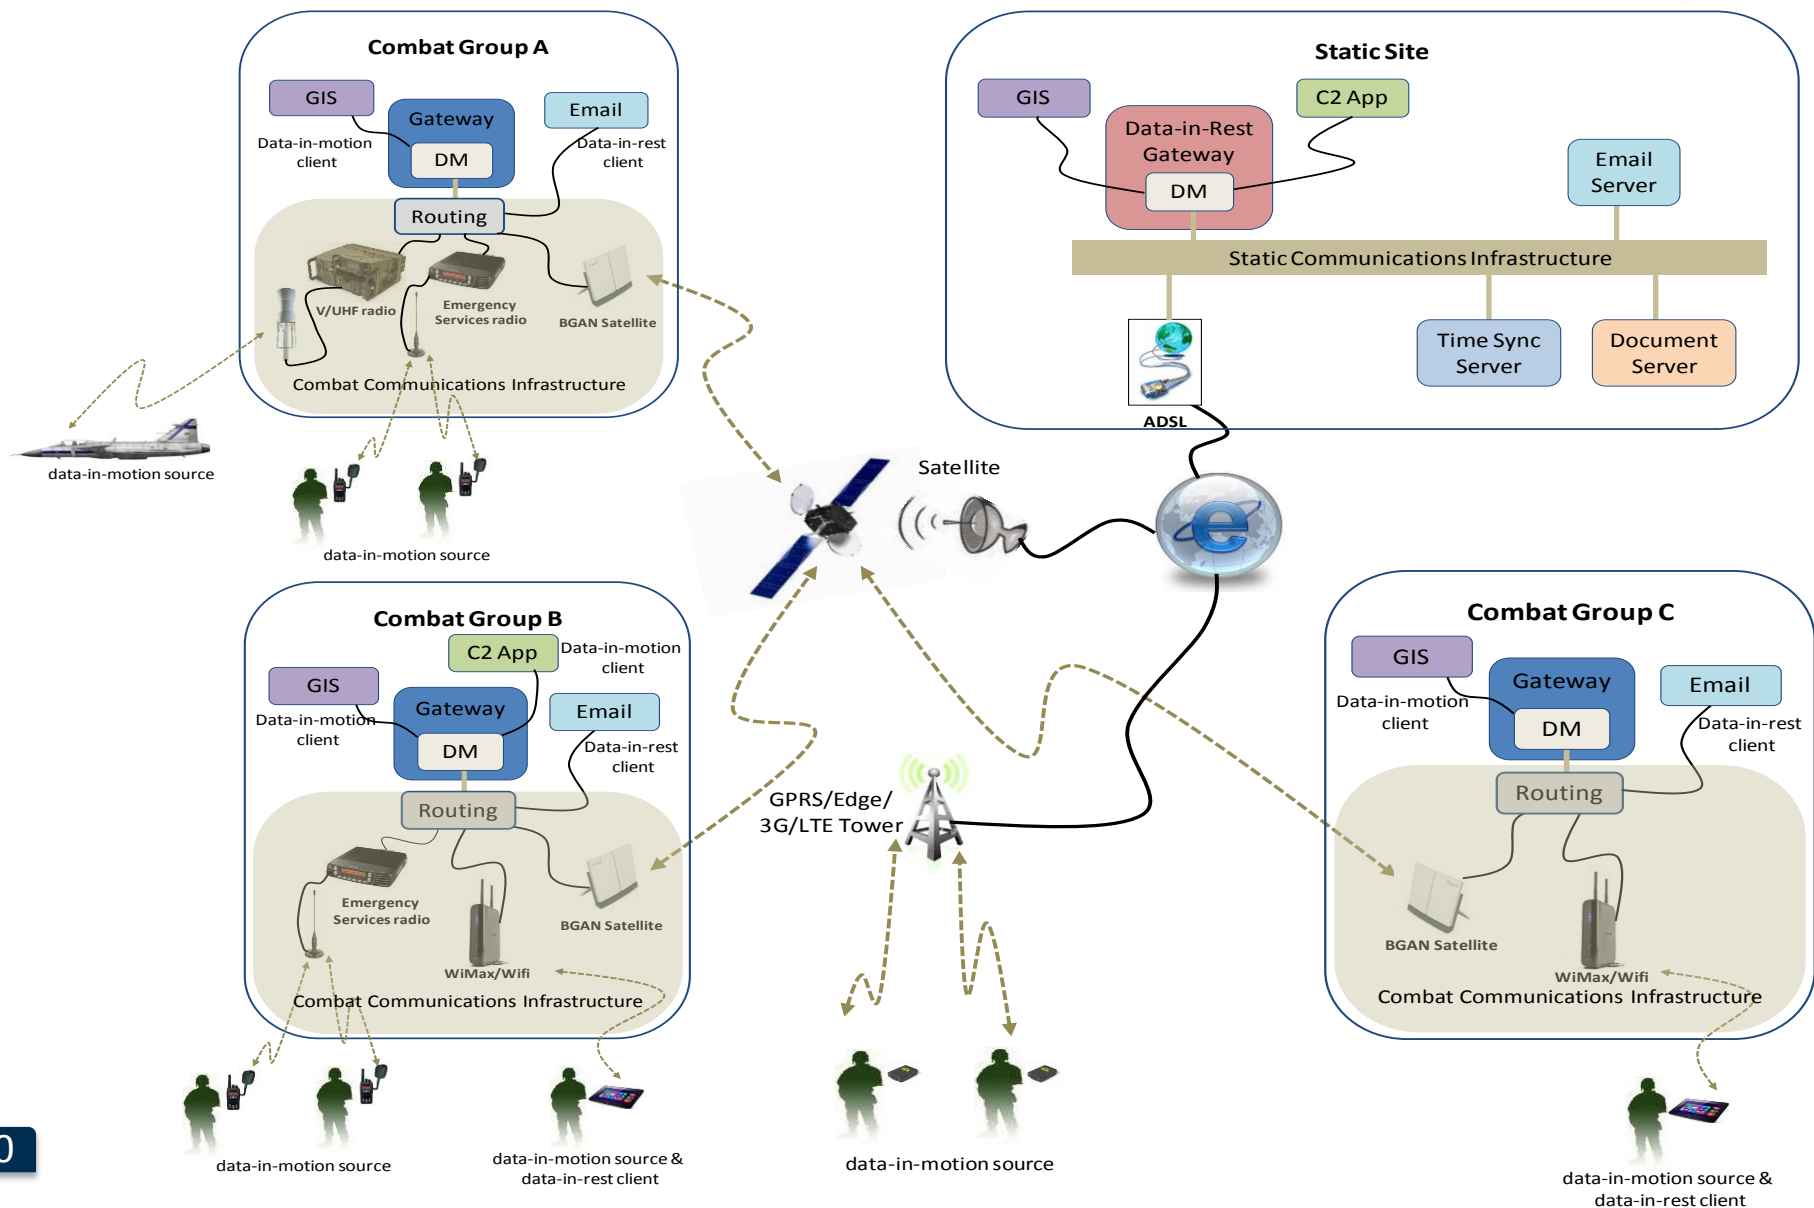 Combat Group A
GIS
Gateway
DM
Email
Data-in-motion
client
Data-in-rest
client
Routing
V/UHF radio
Emergency
Services radio
BGAN Satellite
Combat Communications Infrastructure
data-in-motion source
data-in-motion source
Static Site
GIS
Data-in-Rest
Gateway
DM
C2 App
Email
Server
Static Communications Infrastructure
Time Sync
Server
Document
Server
ADSL
Satellite
e
Combat Group B
C2 App
Data-in-motion
client
GIS
Gateway
DM
Email
Data-in-motion
client
Data-in-rest
client
Routing
Emergency
Services radio
WiMax/Wifi
BGAN Satellite
Combat Communications Infrastructure
data-in-motion source
data-in-motion source &
data-in-rest client
GPRS/Edge/
3G/LTE Tower
data-in-motion source
Combat Group C
GIS
Gateway
DM
Email
Data-in-motion
client
Data-in-rest
client
Routing
BGAN Satellite
WiMax/Wifi
Combat Communications Infrastructure
data-in-motion source &
data-in-rest client
0